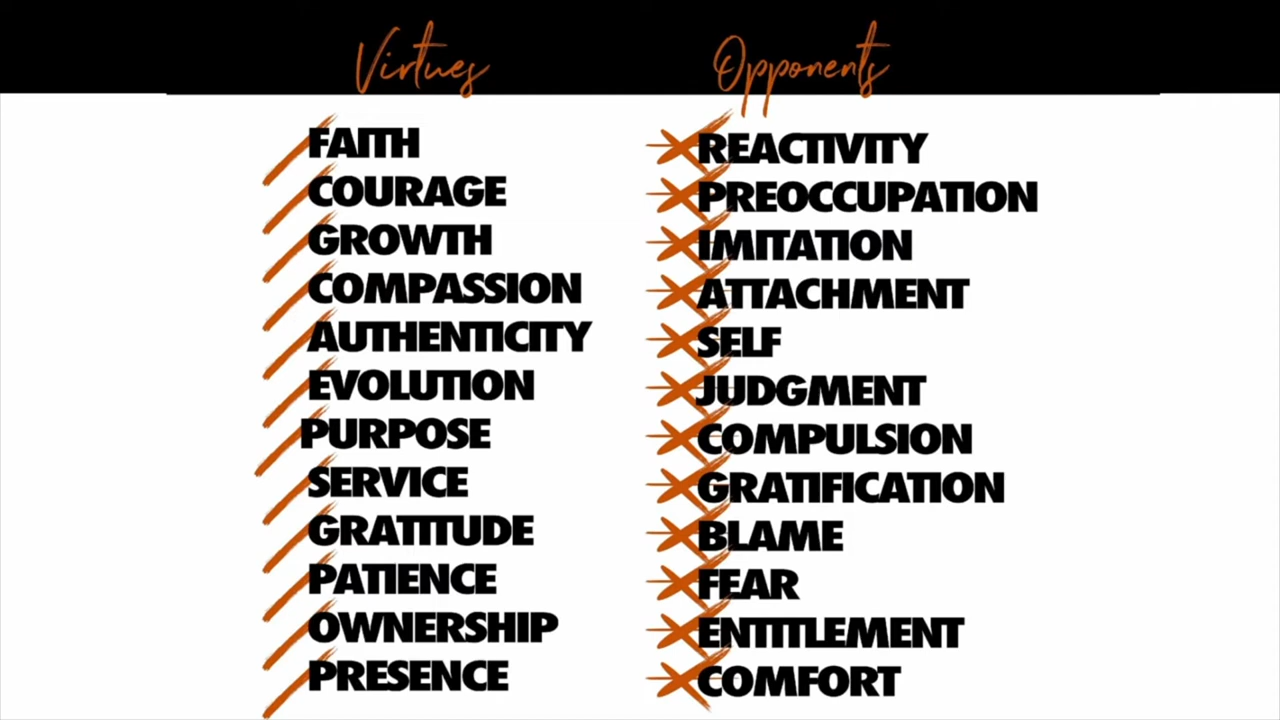 Virtues
FAITH
COURAGE
GROWTH
COMPASSION
AUTHENTICITY
EVOLUTION
PURPOSE
SERVICE
GRATITUDE
PATIENCE
OWNERSHIP
PRESENCE
Opponents
REACTIVITY
PREOCCUPATION
IMITATION
ATTACHMENT
SELF
JUDGMENT
COMPULSION
GRATIFICATION
BLAME
FEAR
ENTITLEMENT
COMFORT